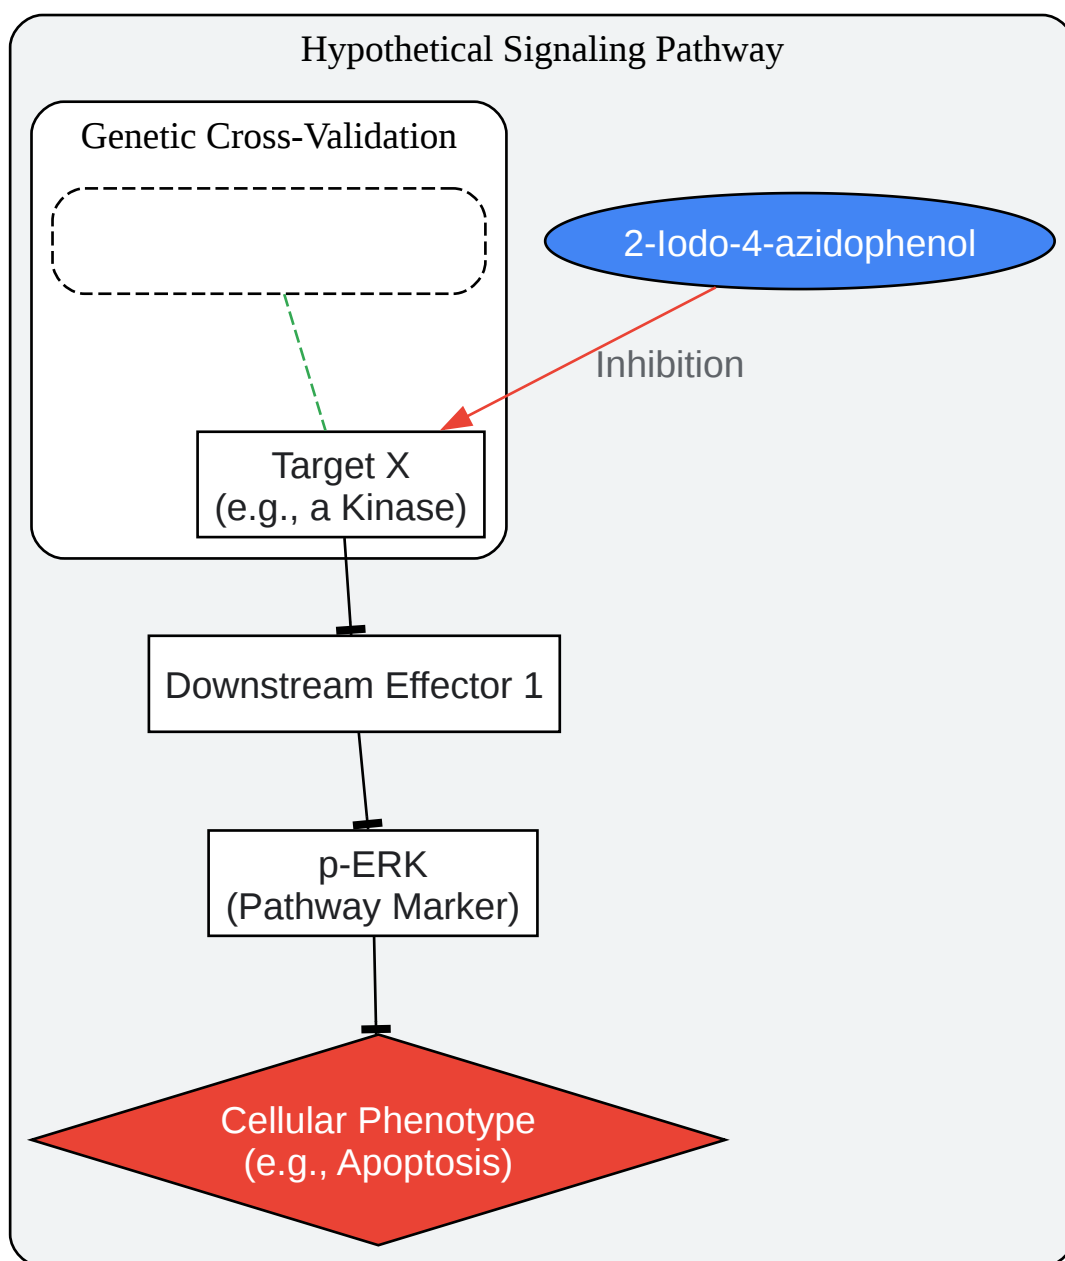 Hypothetical Signaling Pathway
Genetic Cross-Validation
2-Iodo-4-azidophenol
Inhibition
Target X
(e.g., a Kinase)
Downstream Effector 1
p-ERK
(Pathway Marker)
Cellular Phenotype
(e.g., Apoptosis)